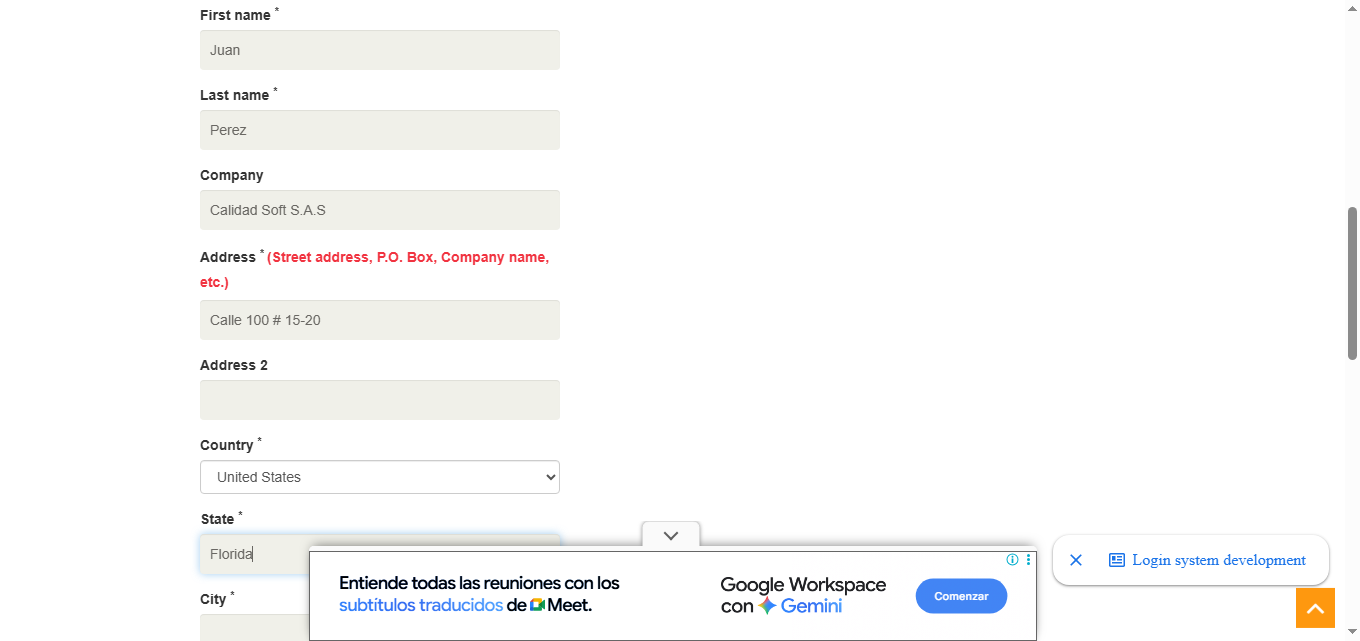 First name *
Juan
Last name *
Perez
Company
Calidad Soft S.A.S
Address * (Street address, P.O. Box, Company name,
etc.)
Calle 100 # 15-20
Address 2
Country *
United States
State *
Florida
City *
Entiende todas las reuniones con los
subtítulos traducidos de Meet.
Google Workspace
con Gemini
Comenzar
Login system development